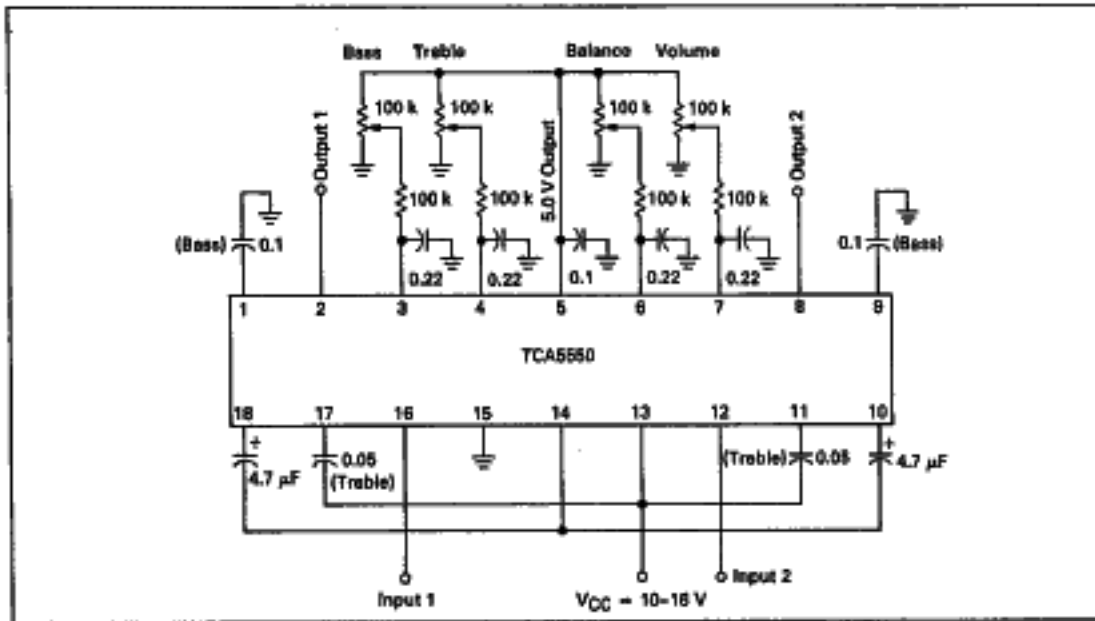 Bass Treble Balance Volume
100 k 100 k 100 k 100 k
Output 1
5.0 V Output
Output 2
100 k 100 k 100 k 100 k
(Bass) 0.1
0.1 (Bass)
0.22 0.22 0.1 0.22 0.22
1 2 3 4 5 6 7 8 9
TCA5550
18 17 16 15 14 13 12 11 10
+
4.7 μF
0.05
(Treble)
(Treble) 0.05
+
4.7 μF
Input 1
VCC = 10-16 V
Input 2